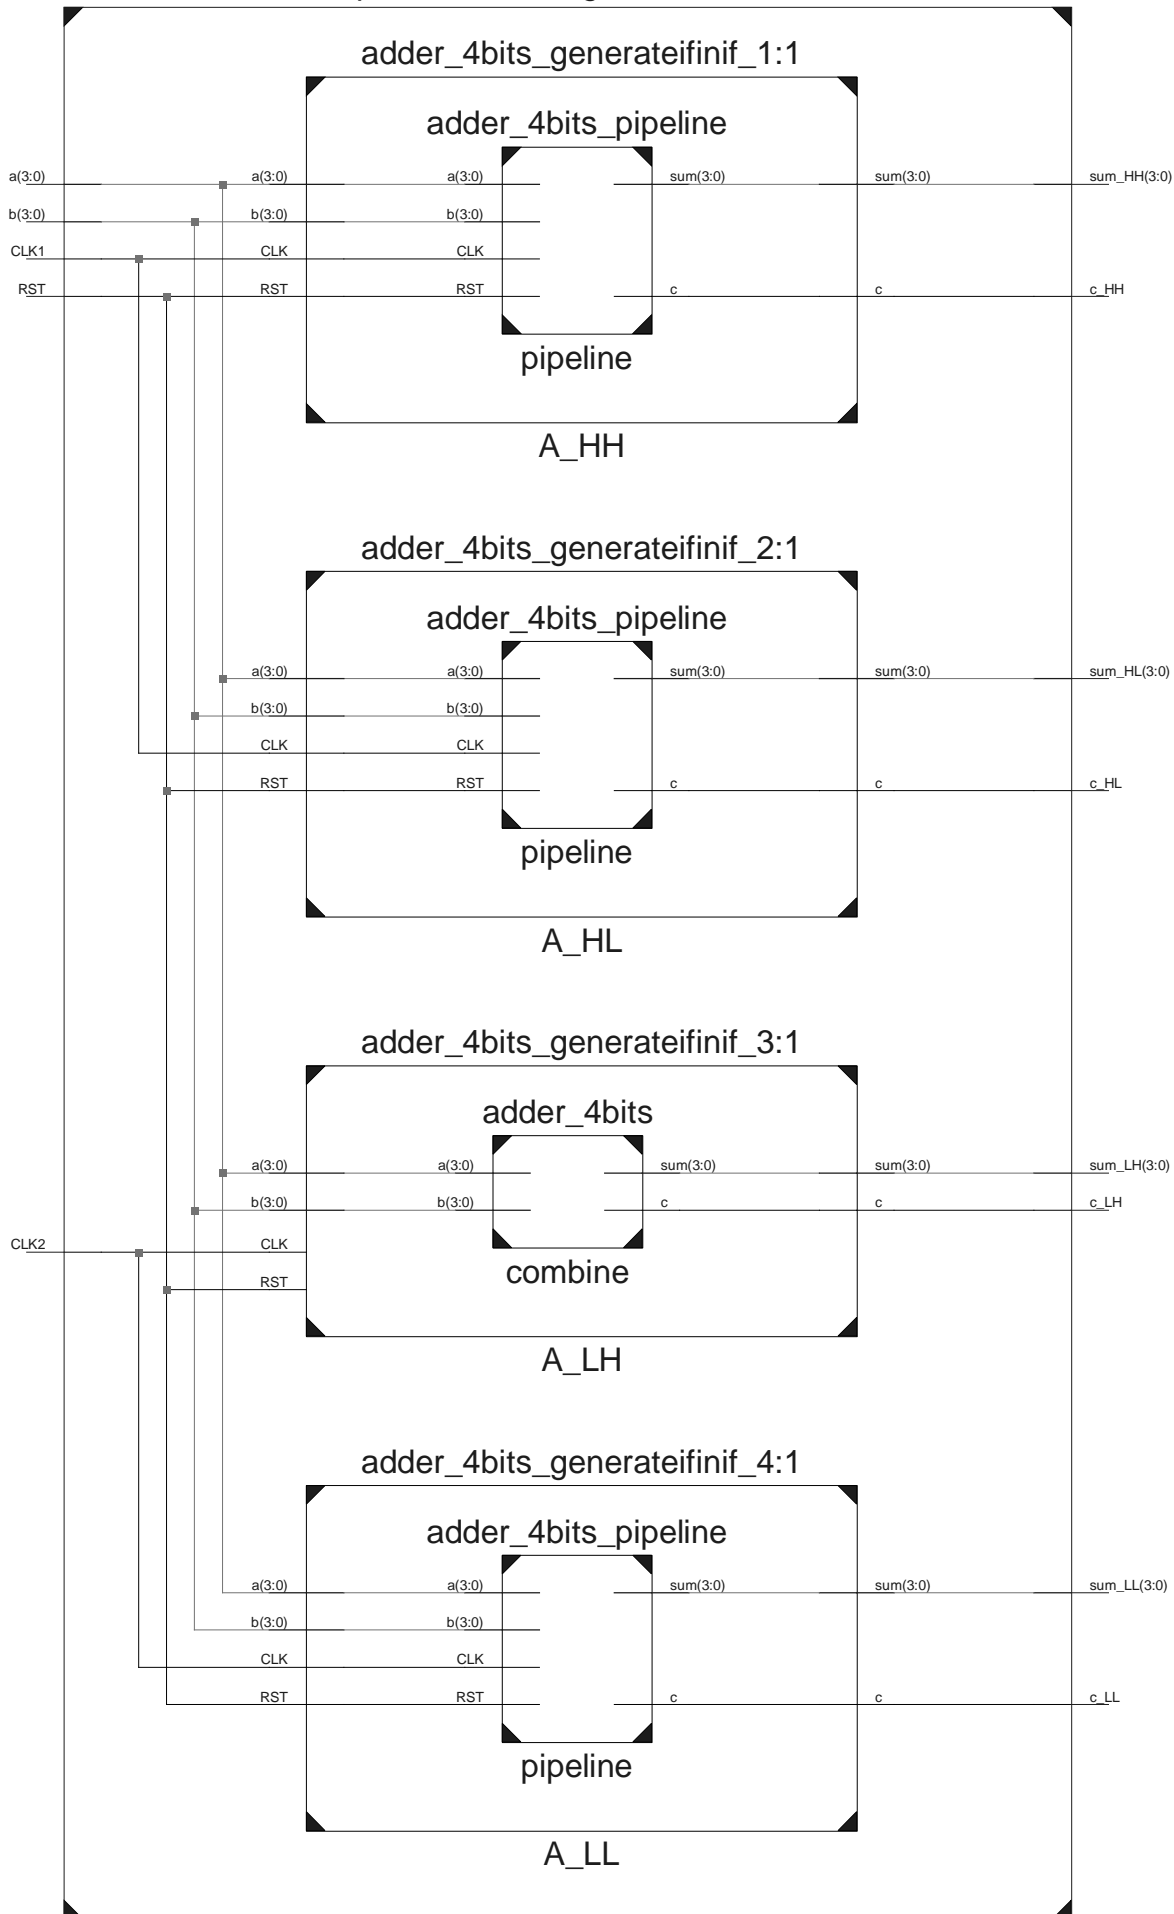 adder_4bits_generateifinif_1:1
adder_4bits_pipeline
a(3:0) a(3:0) a(3:0) sum(3:0) sum(3:0) sum_HH(3:0)
b(3:0) b(3:0) b(3:0)
CLK1 CLK CLK
RST RST RST c c c_HH
pipeline
A_HH
adder_4bits_generateifinif_2:1
adder_4bits_pipeline
a(3:0) a(3:0) sum(3:0) sum(3:0) sum_HL(3:0)
b(3:0) b(3:0)
CLK CLK
RST RST c c c_HL
pipeline
A_HL
adder_4bits_generateifinif_3:1
adder_4bits
a(3:0) a(3:0) sum(3:0) sum(3:0) sum_LH(3:0)
b(3:0) b(3:0) c c c_LH
CLK2 CLK
RST
combine
A_LH
adder_4bits_generateifinif_4:1
adder_4bits_pipeline
a(3:0) a(3:0) sum(3:0) sum(3:0) sum_LL(3:0)
b(3:0) b(3:0)
CLK CLK
RST RST c c c_LL
pipeline
A_LL